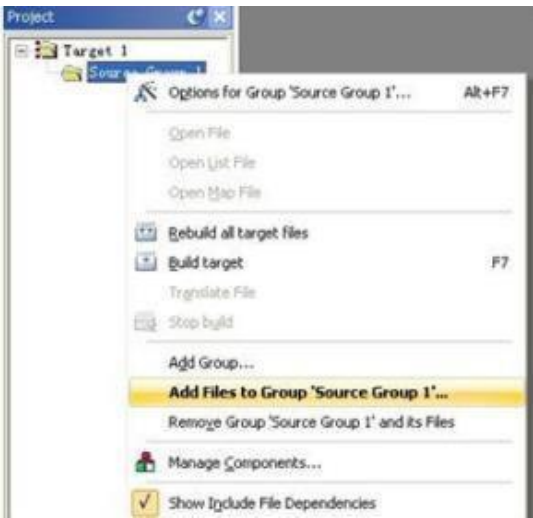 Project
Target 1
Source Group 1
Options for Group 'Source Group 1'... Alt+F7
Open File
Open List File
Open Map File
Rebuild all target files
Build target F7
Translate File
Stop build
Add Group...
Add Files to Group 'Source Group 1'...
Remove Group 'Source Group 1' and its Files
Manage Components...
Show Include File Dependencies